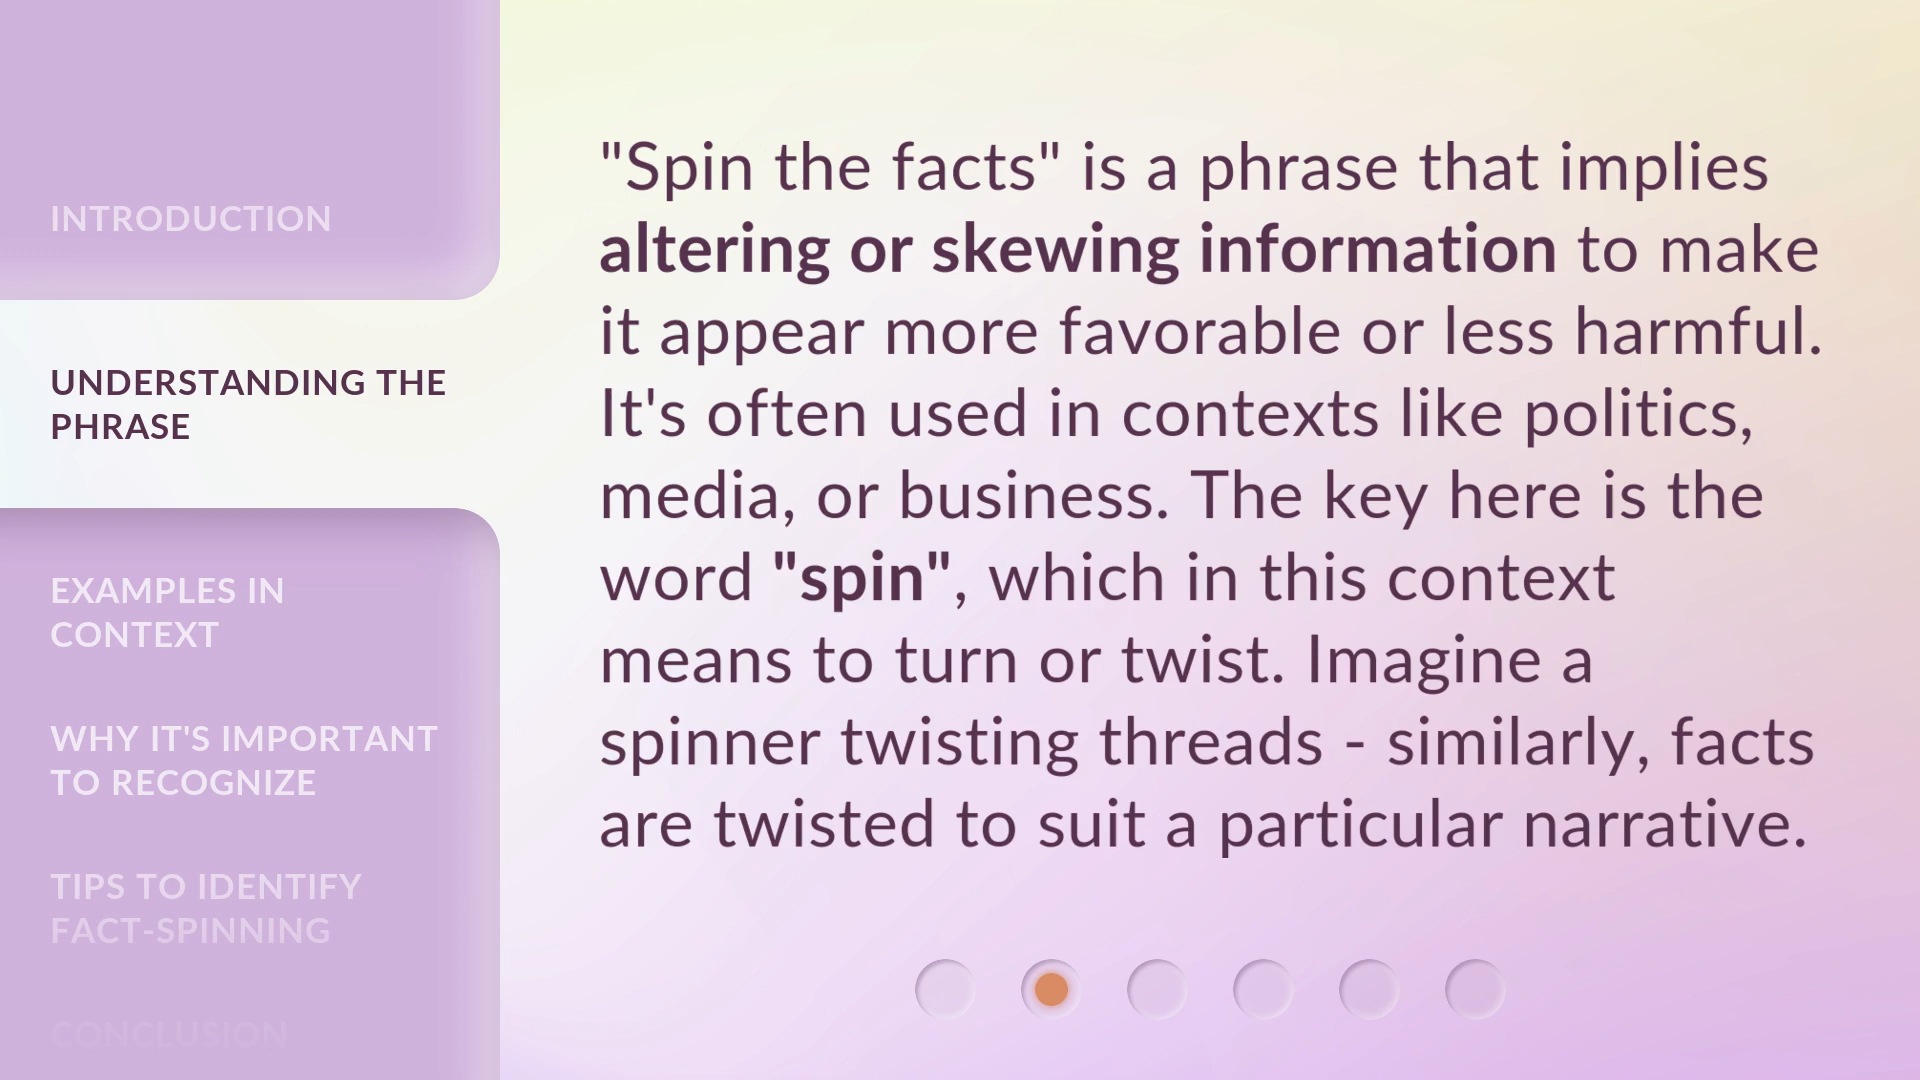 INTRODUCTION
UNDERSTANDING THE
PHRASE
EXAMPLES IN
CONTEXT
WHY IT'S IMPORTANT
TO RECOGNIZE
TIPS TO IDENTIFY
FACT-SPINNING
CONCLUSION
"Spin the facts" is a phrase that implies
altering or skewing information to make
it appear more favorable or less harmful.
It's often used in contexts like politics,
media, or business. The key here is the
word "spin", which in this context
means to turn or twist. Imagine a
spinner twisting threads - similarly, facts
are twisted to suit a particular narrative.